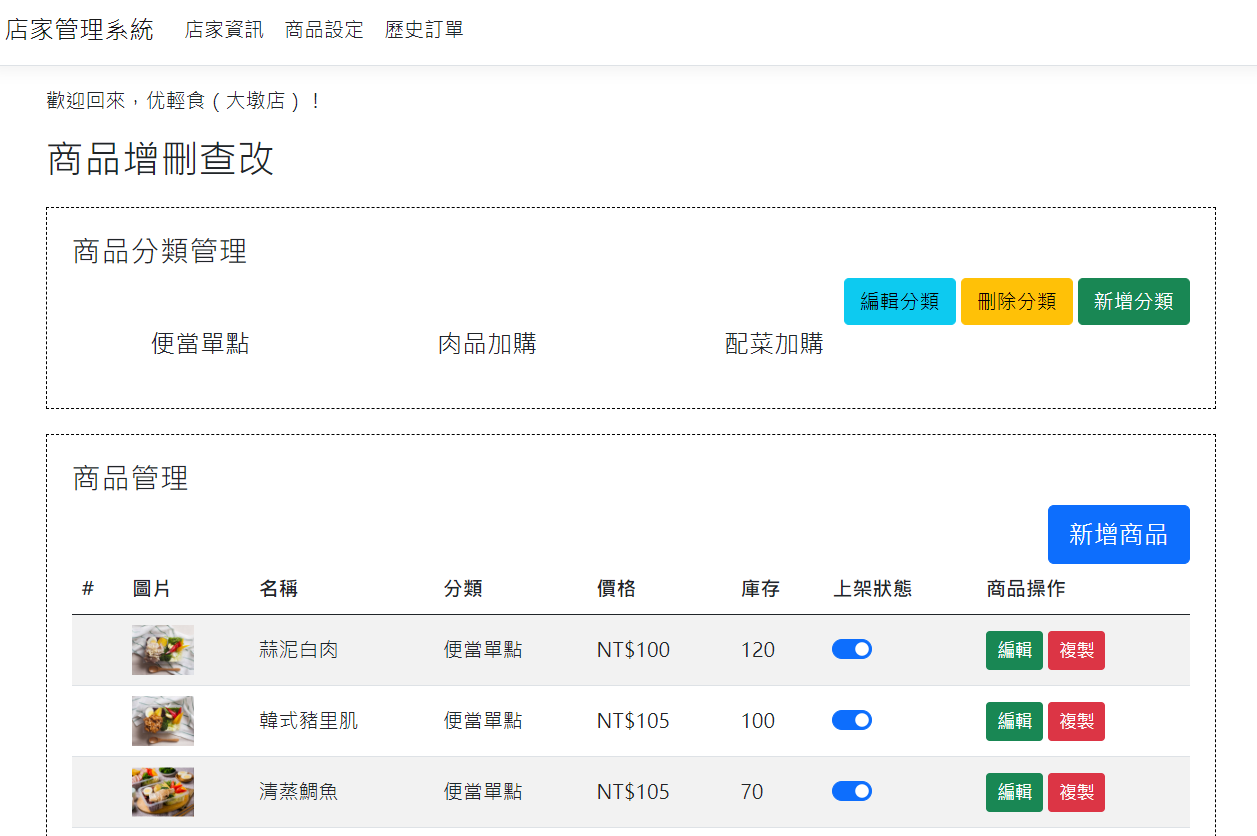 店家管理系統 店家資訊 商品設定 歷史訂單
歡迎回來，优輕食（大墩店）！
商品增刪查改
商品分類管理
編輯分類 刪除分類 新增分類
便當單點 肉品加購 配菜加購
商品管理
新增商品
# 圖片 名稱 分類 價格 庫存 上架狀態 商品操作
蒜泥白肉 便當單點 NT$100 120 編輯 複製
韓式豬里肌 便當單點 NT$105 100 編輯 複製
清蒸鯛魚 便當單點 NT$105 70 編輯 複製